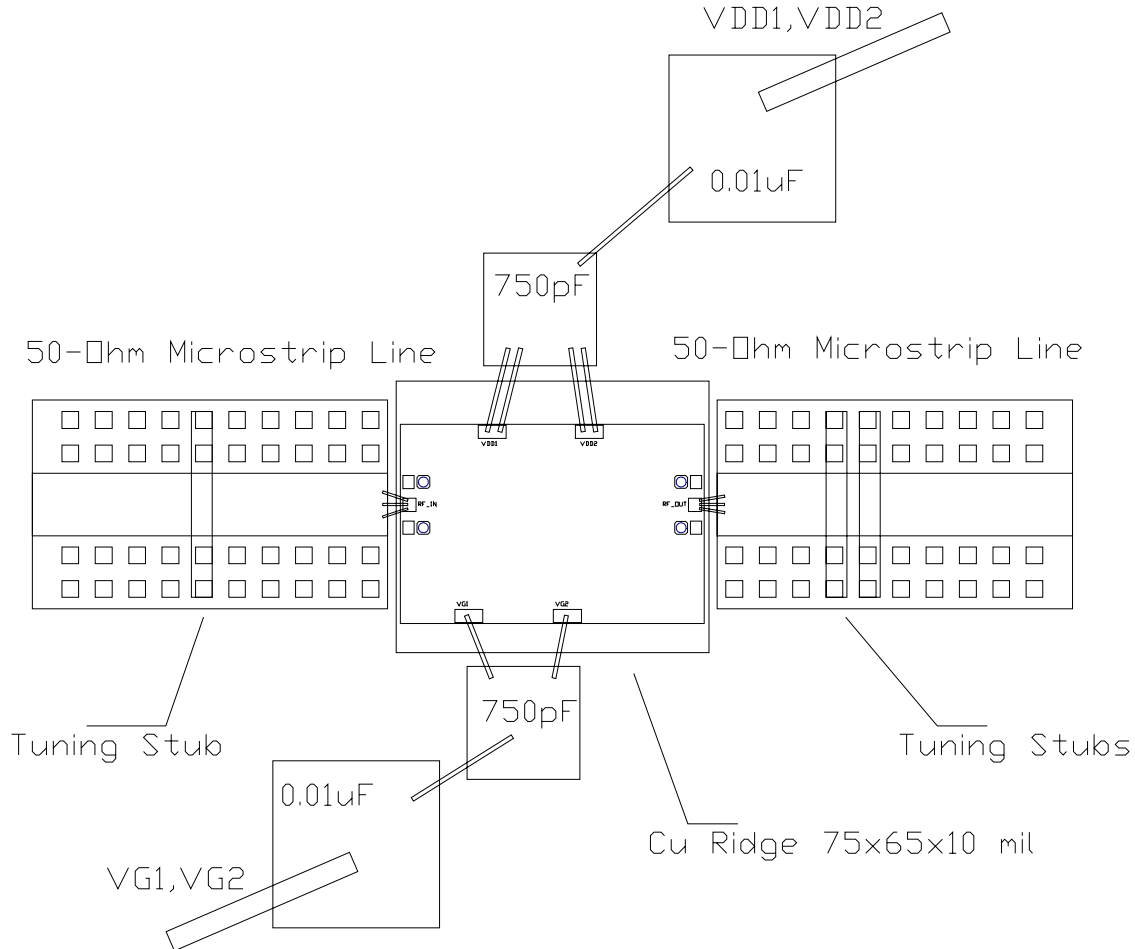 VDD1,VDD2
0.01uF
750pF
50-Ohm Microstrip Line
50-Ohm Microstrip Line
VDD1
VDD2
RF_IN
RF_OUT
VG1
VG2
750pF
Tuning Stub
Tuning Stubs
0.01uF
Cu Ridge 75x65x10 mil
VG1,VG2